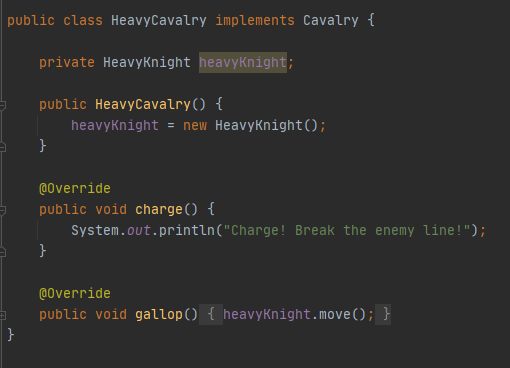 public class HeavyCavalry implements Cavalry {
private HeavyKnight heavyKnight;
public HeavyCavalry() {
heavyKnight = new HeavyKnight();
}
@Override
public void charge() {
System.out.println("Charge! Break the enemy line!");
}
@Override
public void gallop() { heavyKnight.move(); }
}